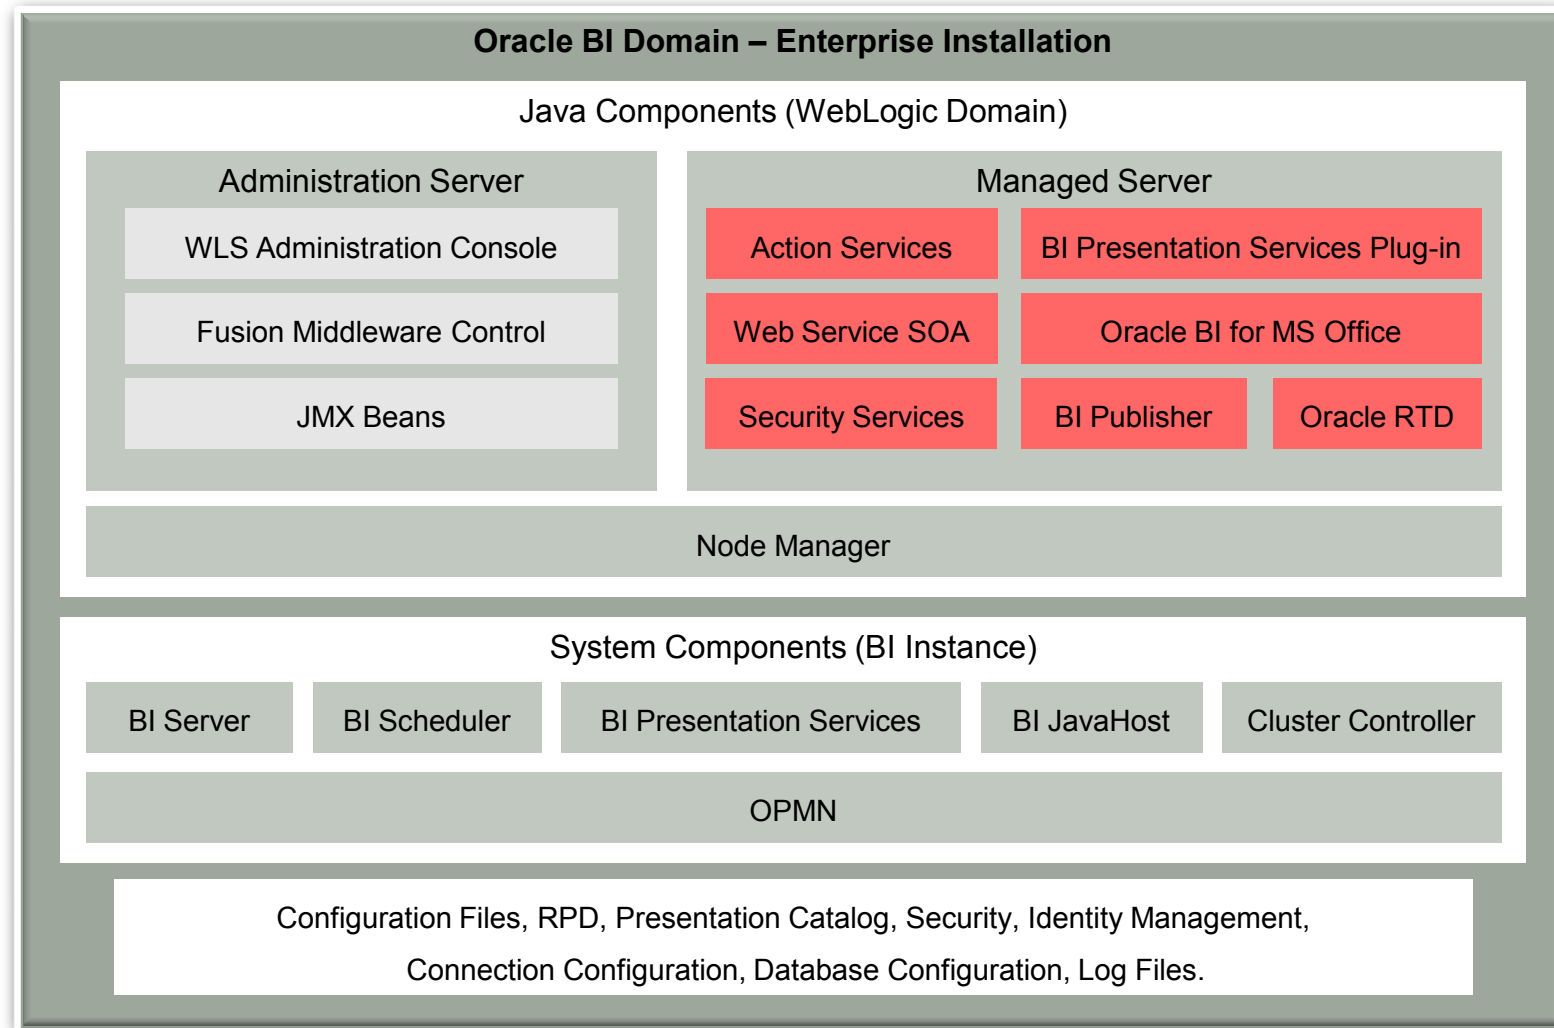 Oracle BI Domain – Enterprise Installation
Java Components (WebLogic Domain)
Administration Server
WLS Administration Console
Fusion Middleware Control
JMX Beans
Managed Server
Action Services
BI Presentation Services Plug-in
Web Service SOA
Oracle BI for MS Office
Security Services
BI Publisher
Oracle RTD
Node Manager
System Components (BI Instance)
BI Server
BI Scheduler
BI Presentation Services
BI JavaHost
Cluster Controller
OPMN
Configuration Files, RPD, Presentation Catalog, Security, Identity Management,
Connection Configuration, Database Configuration, Log Files.